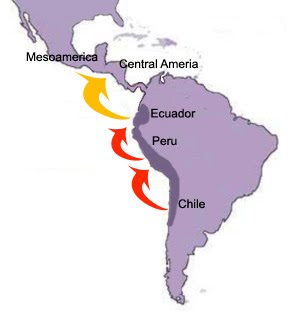 Mesoamerica
Central Ameria
Ecuador
Peru
Chile